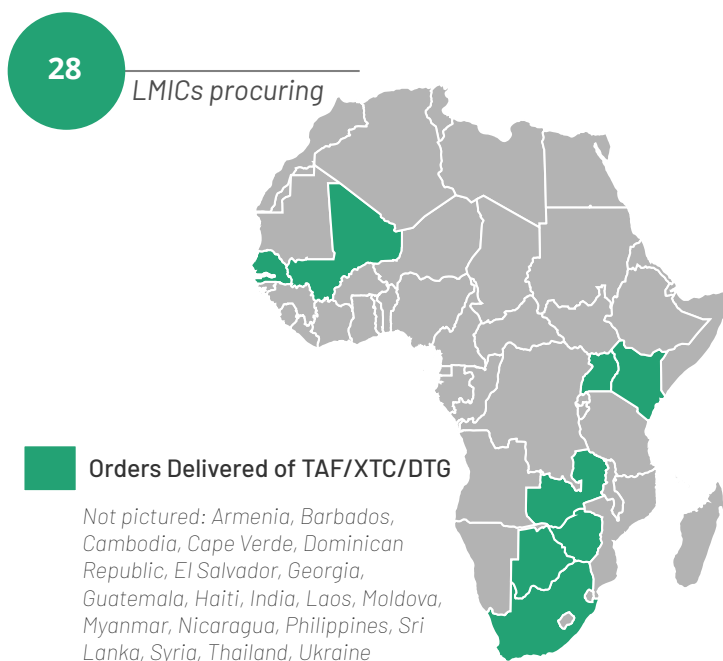 28
LMICs procuring
Orders Delivered of TAF/XTC/DTG
Not pictured: Armenia, Barbados,
Cambodia, Cape Verde, Dominican
Republic, El Salvador, Georgia,
Guatemala, Haiti, India, Laos, Moldova,
Myanmar, Nicaragua, Philippines, Sri
Lanka, Syria, Thailand, Ukraine